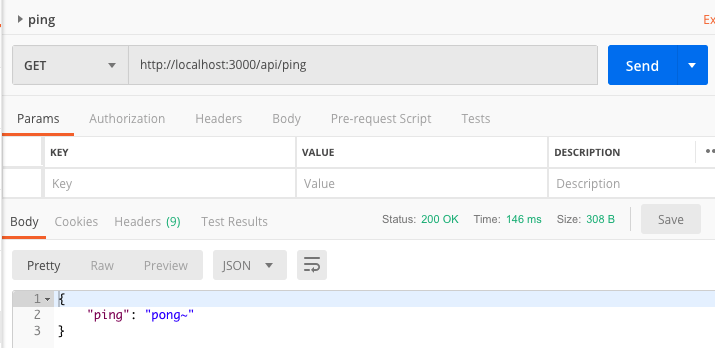 ping
Ex
GET
http://localhost:3000/api/ping
Send
Params Authorization Headers Body Pre-request Script Tests
KEY VALUE DESCRIPTION
Key Value Description
Body Cookies Headers (9) Test Results Status: 200 OK Time: 146 ms Size: 308 B Save
Pretty Raw Preview JSON
1 {
2 "ping": "pong~"
3 }